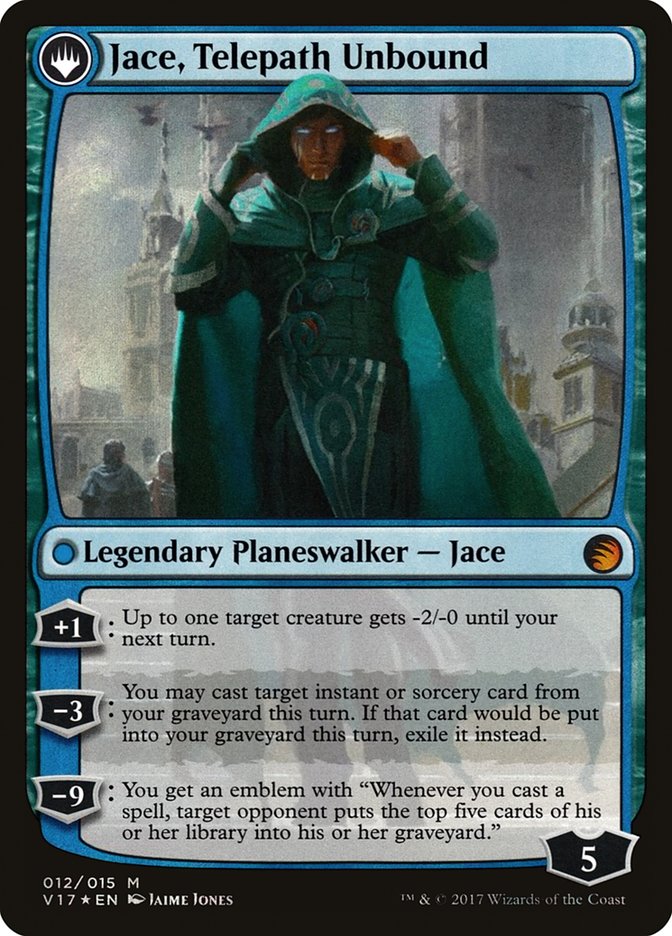 Jace, Telepath Unbound
Legendary Planeswalker — Jace
+1 : Up to one target creature gets -2/-0 until your
next turn.
−3 : You may cast target instant or sorcery card from
your graveyard this turn. If that card would be put
into your graveyard this turn, exile it instead.
−9 : You get an emblem with “Whenever you cast a
spell, target opponent puts the top five cards of his
or her library into his or her graveyard.”
5
012/015 M
V17★EN Jaime Jones
™ & © 2017 Wizards of the Coast